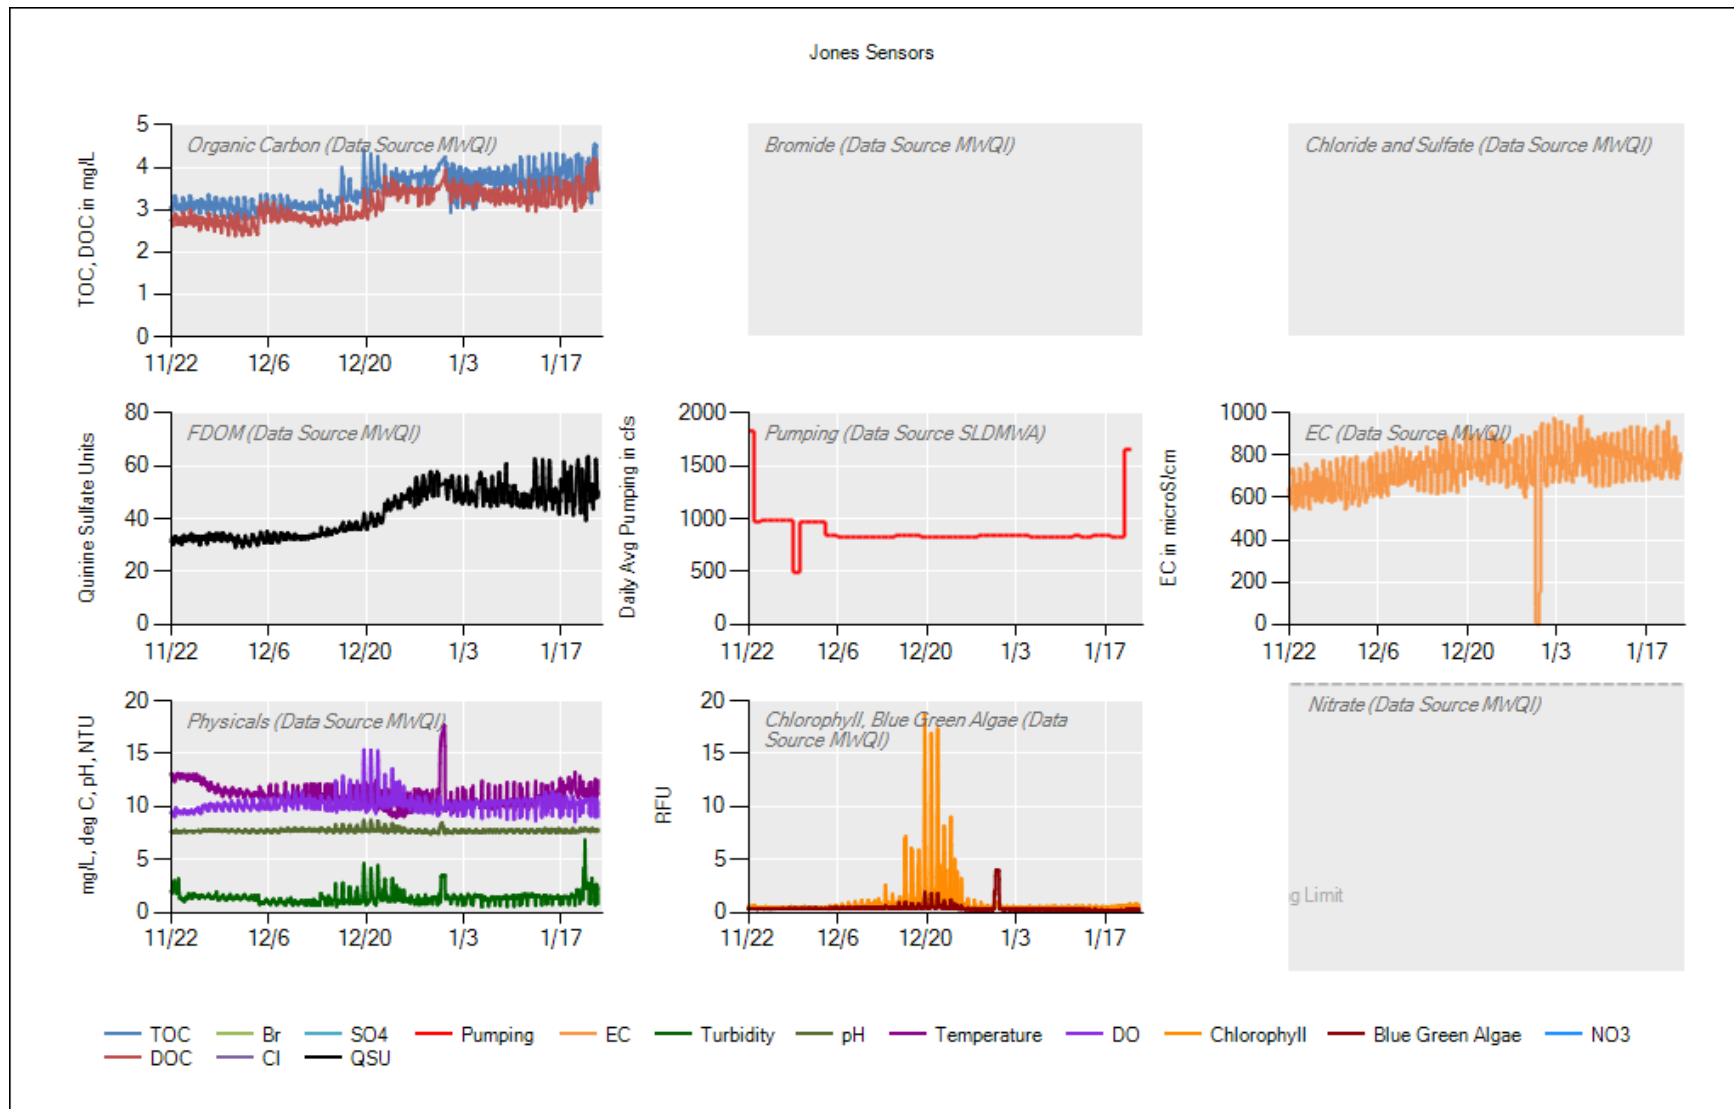 Jones Sensors
TOC, DOC in mg/L
Organic Carbon (Data Source MWQI)
5
4
3
2
1
0
11/22 12/6 12/20 1/3 1/17
Bromide (Data Source MWQI)
Chloride and Sulfate (Data Source MWQI)
Quinine Sulfate Units
FDOM (Data Source MWQI)
80
60
40
20
0
11/22 12/6 12/20 1/3 1/17
Daily Avg Pumping in cfs
Pumping (Data Source SLDMWA)
2000
1500
1000
500
0
11/22 12/6 12/20 1/3 1/17
EC in microS/cm
EC (Data Source MWQI)
1000
800
600
400
200
0
11/22 12/6 12/20 1/3 1/17
mg/L, deg C, pH, NTU
Physicals (Data Source MWQI)
20
15
10
5
0
11/22 12/6 12/20 1/3 1/17
RFU
Chlorophyll, Blue Green Algae (Data
Source MWQI)
20
15
10
5
0
11/22 12/6 12/20 1/3 1/17
Nitrate (Data Source MWQI)
g Limit
TOC Br SO4 Pumping EC Turbidity pH Temperature DO Chlorophyll Blue Green Algae NO3
DOC Cl QSU